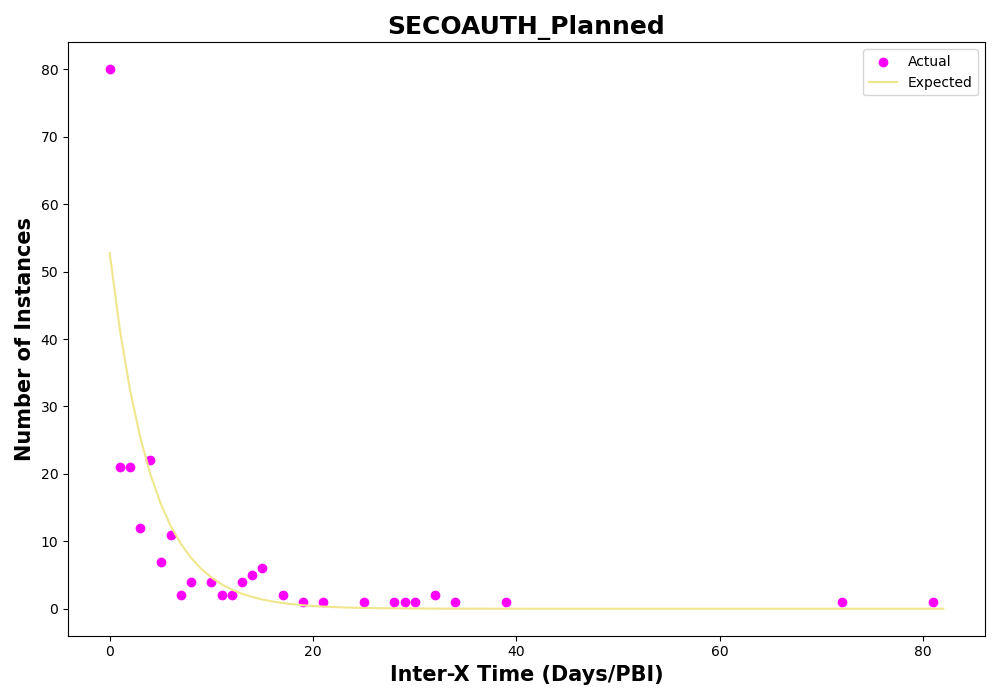 SECOAUTH_Planned
Actual
Expected
Number of Instances
80
70
60
50
40
30
20
10
0
0 20 40 60 80
Inter-X Time (Days/PBI)